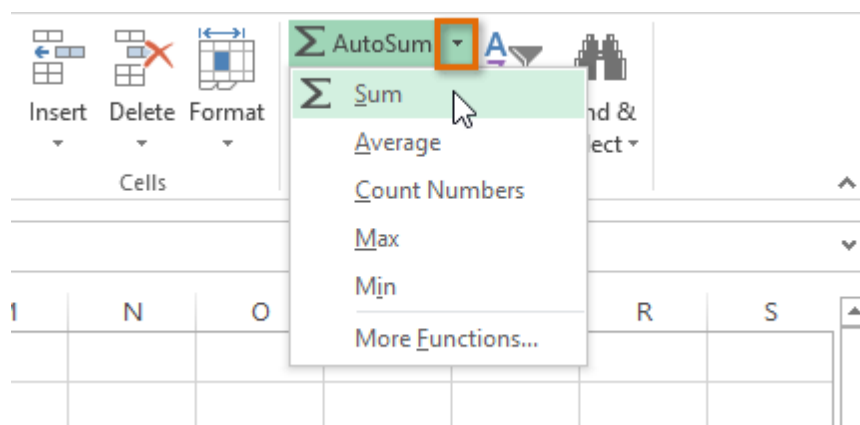 AutoSum
A
Insert Delete Format
Cells
Σ Sum
Average
Count Numbers
Max
Min
More Functions...
nd &
ect
N O R S